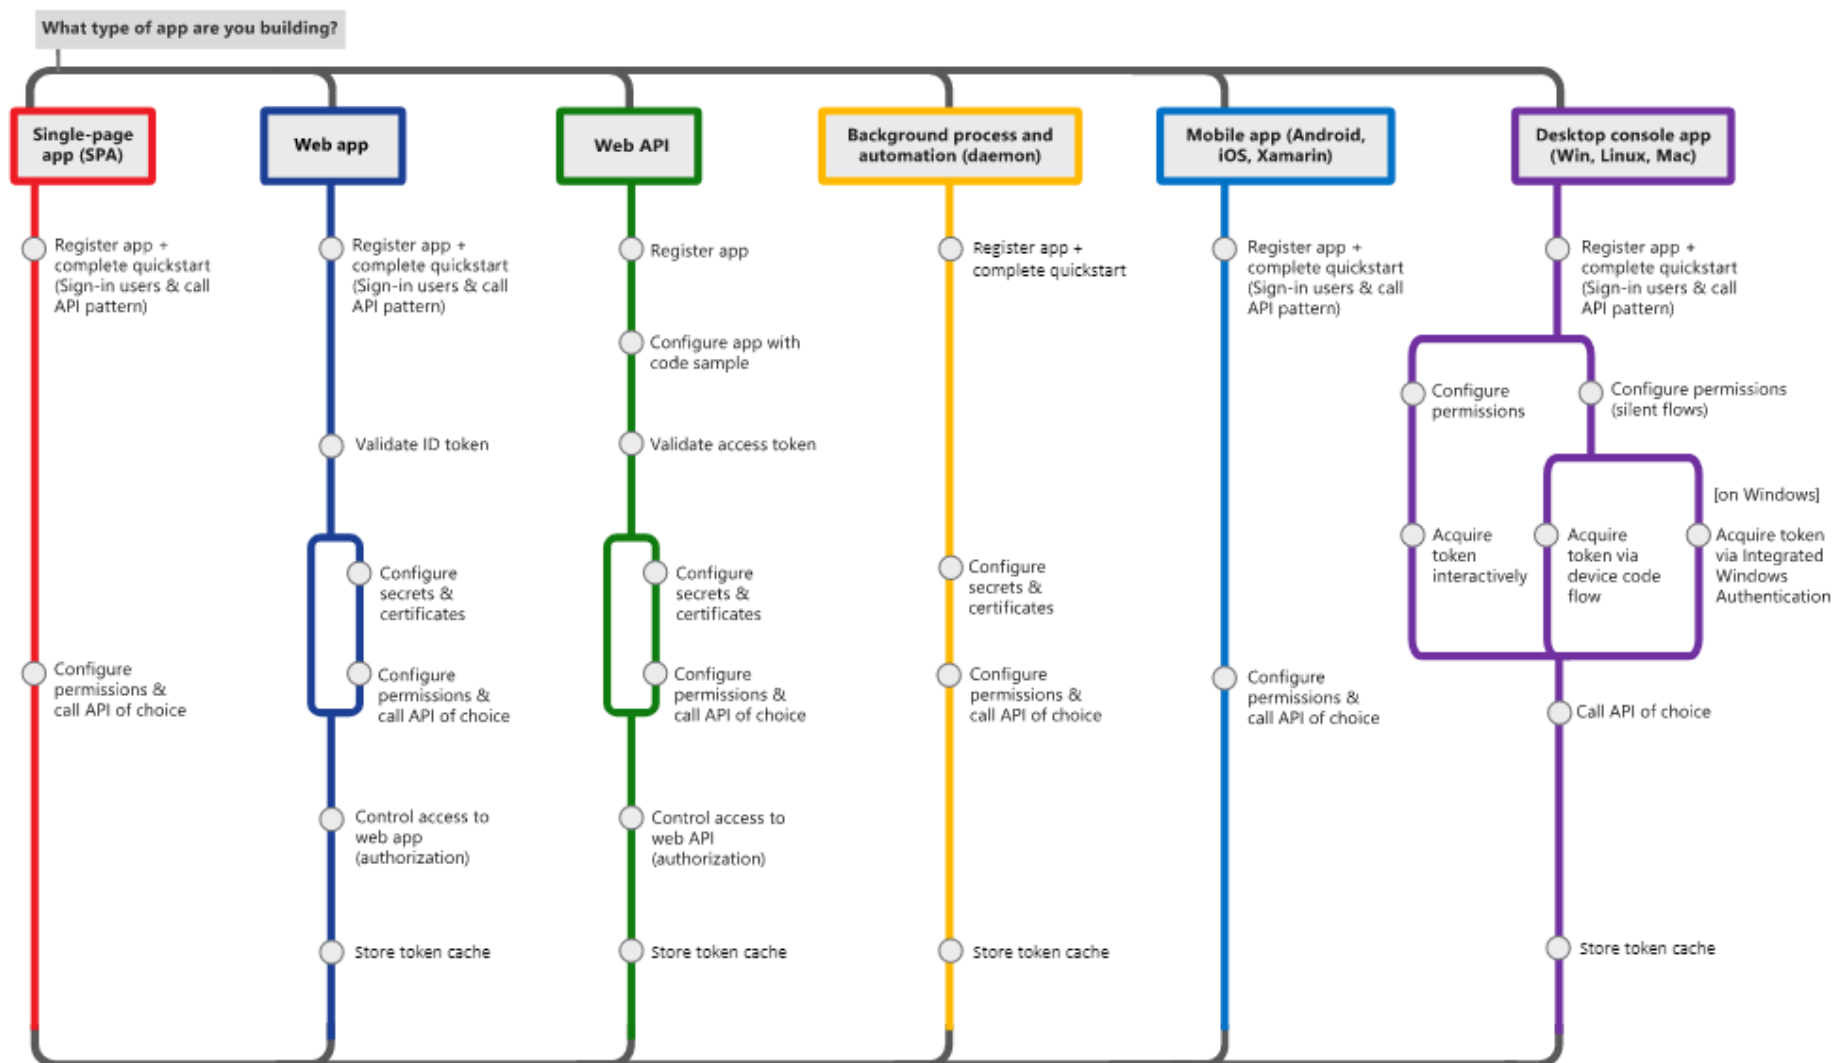 What type of app are you building?
Single-page
app (SPA)
Web app
Web API
Background process and
automation (daemon)
Mobile app (Android,
iOS, Xamarin)
Desktop console app
(Win, Linux, Mac)
Register app +
complete quickstart
(Sign-in users & call
API pattern)
Register app +
complete quickstart
(Sign-in users & call
API pattern)
Register app
Register app +
complete quickstart
Register app +
complete quickstart
(Sign-in users & call
API pattern)
Register app +
complete quickstart
(Sign-in users & call
API pattern)
Configure app with
code sample
Configure
permissions
Configure permissions
(silent flows)
Validate ID token
Validate access token
[on Windows]
Acquire
token
interactively
Acquire
token via
device code
flow
Acquire token
via Integrated
Windows
Authentication
Configure
secrets &
certificates
Configure
secrets &
certificates
Configure
secrets &
certificates
Configure
permissions &
call API of choice
Configure
permissions &
call API of choice
Configure
permissions &
call API of choice
Configure
permissions &
call API of choice
Configure
permissions &
call API of choice
Call API of choice
Control access to
web app
(authorization)
Control access to
web API
(authorization)
Store token cache
Store token cache
Store token cache
Store token cache